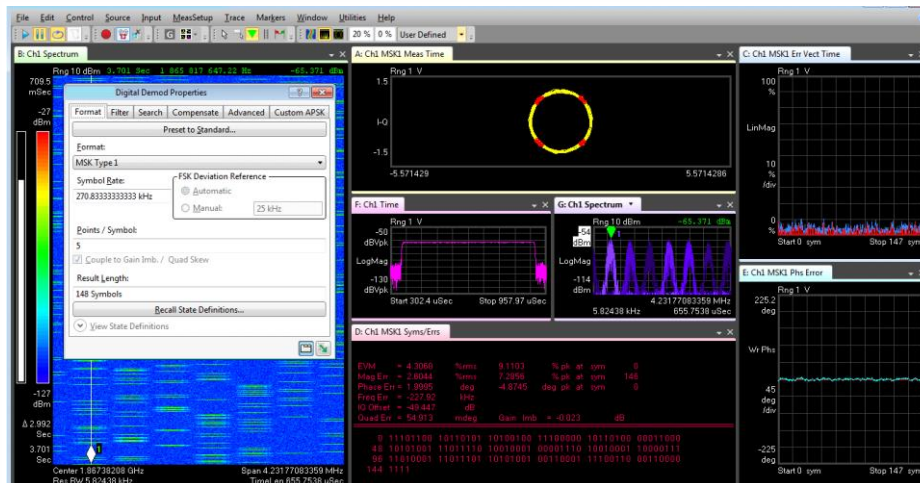 File Edit Control Source Input MeasSetup Trace Markers Window Utilities Help
20 % 0 % User Defined
B: Ch1 Spectrum
Rng 10 dBm 3.701 Sec 1 865 817 647.22 Hz -65.371 dBm
709.5
mSec
-27
dBm
-127
dBm
Δ 2.992
Sec
3.701
Sec
1
Center 1.86738208 GHz Span 4.23177083359 MHz
Res BW 5.82438 kHz TimeLen 655.7538 uSec
Digital Demod Properties
Format Filter Search Compensate Advanced Custom APSK
Preset to Standard...
Format:
MSK Type 1
Symbol Rate:
270.83333333333 kHz
FSK Deviation Reference
Automatic
Manual: 25 kHz
Points / Symbol:
5
Couple to Gain Imb. / Quad Skew
Result Length:
148 Symbols
Recall State Definitions...
View State Definitions
A: Ch1 MSK1 Meas Time
Rng 1 V
1.5
I-Q
-1.5
-5.571429 5.5714286
F: Ch1 Time
Rng 1 V
-50
dBVpk
LogMag
-130
dBVpk
Start 302.4 uSec Stop 957.97 uSec
G: Ch1 Spectrum
Rng 10 dBm -65.371 dBm
-54
dBm
1
LogMag
-114
dBm
4.23177083359 MHz
5.82438 kHz 655.7538 uSec
D: Ch1 MSK1 Syms/Errs
EVM = 4.3066 %rms 9.1103 % pk at sym 0
Mag Err = 2.6044 %rms 7.2956 % pk at sym 148
Phase Err = 1.9995 deg -4.8745 deg pk at sym 0
Freq Err = -227.92 kHz
IQ Offset = -49.447 dB
Quad Err = 54.913 mdeg Gain Imb = -0.023 dB
0 11101100 10110101 10100100 11100000 10110100 00011000
48 10101001 11011110 10010001 00001110 10010001 10000111
96 11010001 11011101 10101001 00110001 11100110 00110000
144 1111
C: Ch1 MSK1 Err Vect Time
Rng 1 V
100
%
LinMag
10
%
/div
0
%
Start 0 sym Stop 147 sym
E: Ch1 MSK1 Phs Error
Rng 1 V
225.2
deg
Wr Phs
45
deg
/div
-225
deg
Start 0 sym Stop 147 sym